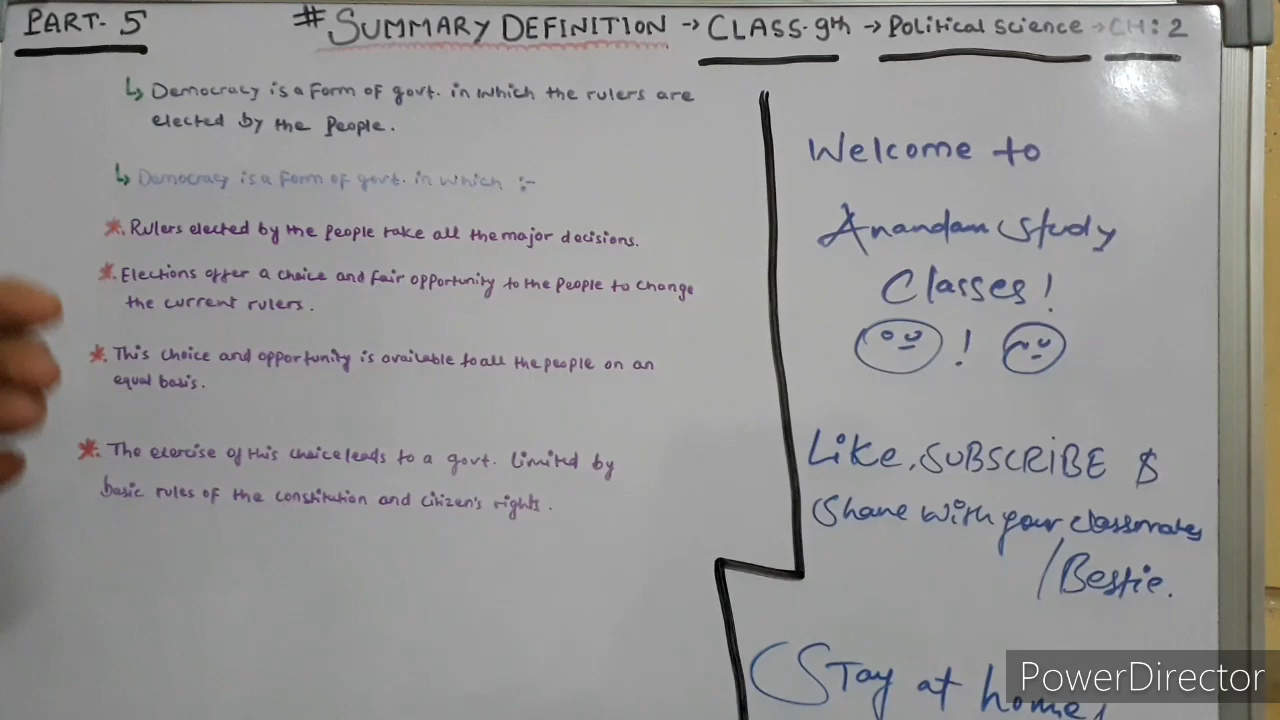 PART- 5
# SUMMARY DEFINITION → CLASS-9th → Political science → CH: 2
↳ Democracy is a form of govt. in which the rulers are
elected by the People.
↳ Democracy is a form of govt. in which :-
*. Rulers elected by the People take all the major decisions.
*. Elections offer a choice and fair opportunity to the People to change
the current rulers.
*. This choice and opportunity is available to all the people on an
equal basis.
*. The exercise of this choice leads to a govt. limited by
basic rules of the constitution and citizen's rights.
Welcome to
Anandam Study
Classes!
!
Like, SUBSCRIBE $
Share with your classmates
/Bestie.
Stay at home!
PowerDirector